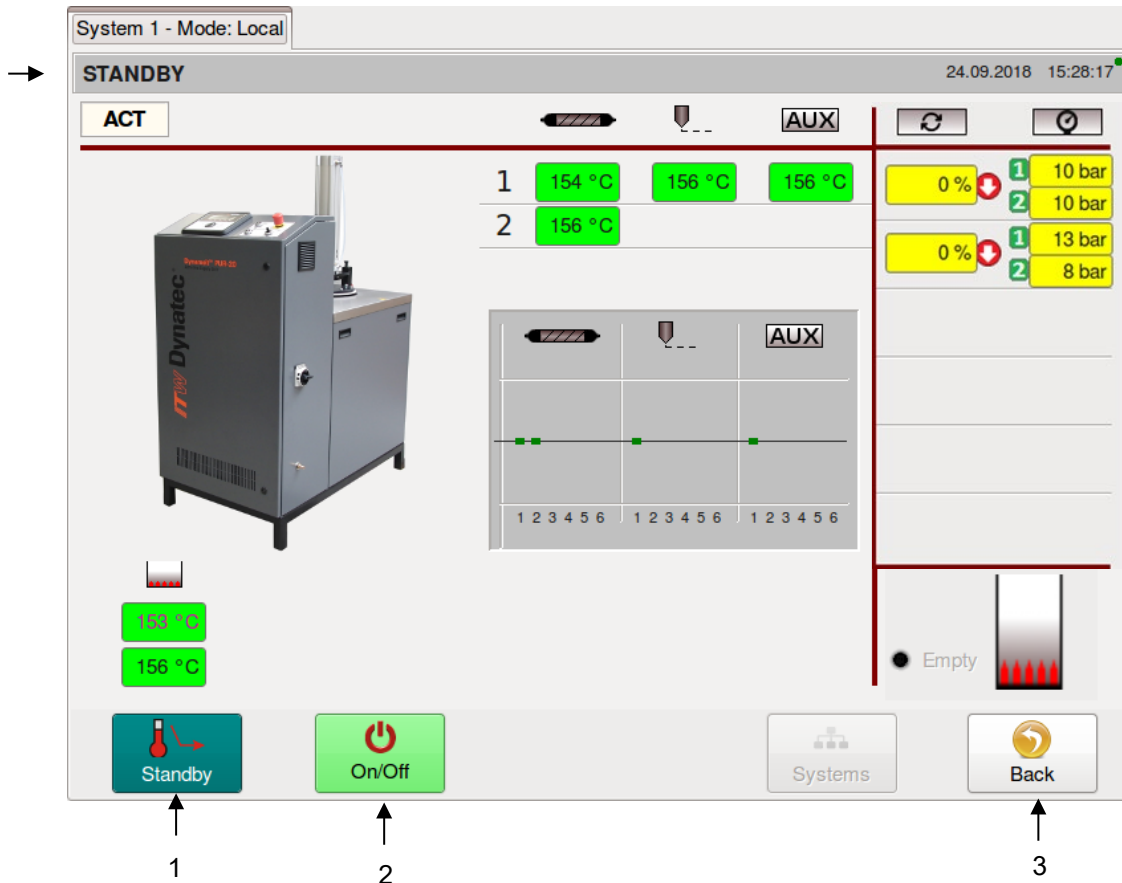 System 1 - Mode: Local
STANDBY 24.09.2018 15:28:17
ACT AUX
1 154 °C 156 °C 156 °C
2 156 °C
0 % 1 10 bar
2 10 bar
0 % 1 13 bar
2 8 bar
ITW Dynatec
AUX
1 2 3 4 5 6 1 2 3 4 5 6 1 2 3 4 5 6
153 °C
156 °C
Empty
Standby
On/Off
Systems
Back
1
2
3